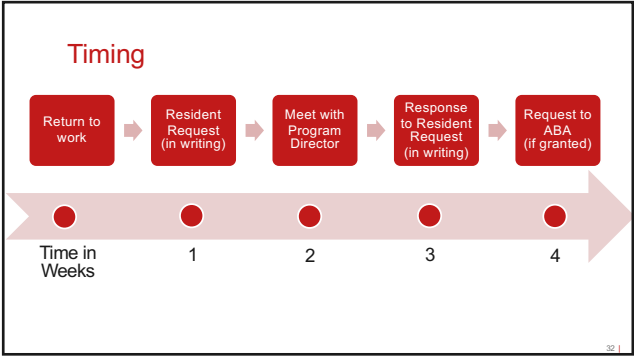 Timing
Return to
work
Resident
Request
(in writing)
Meet with
Program
Director
Response
to Resident
Request
(in writing)
Request to
ABA
(if granted)
Time in
Weeks
1
2
3
4
32 |